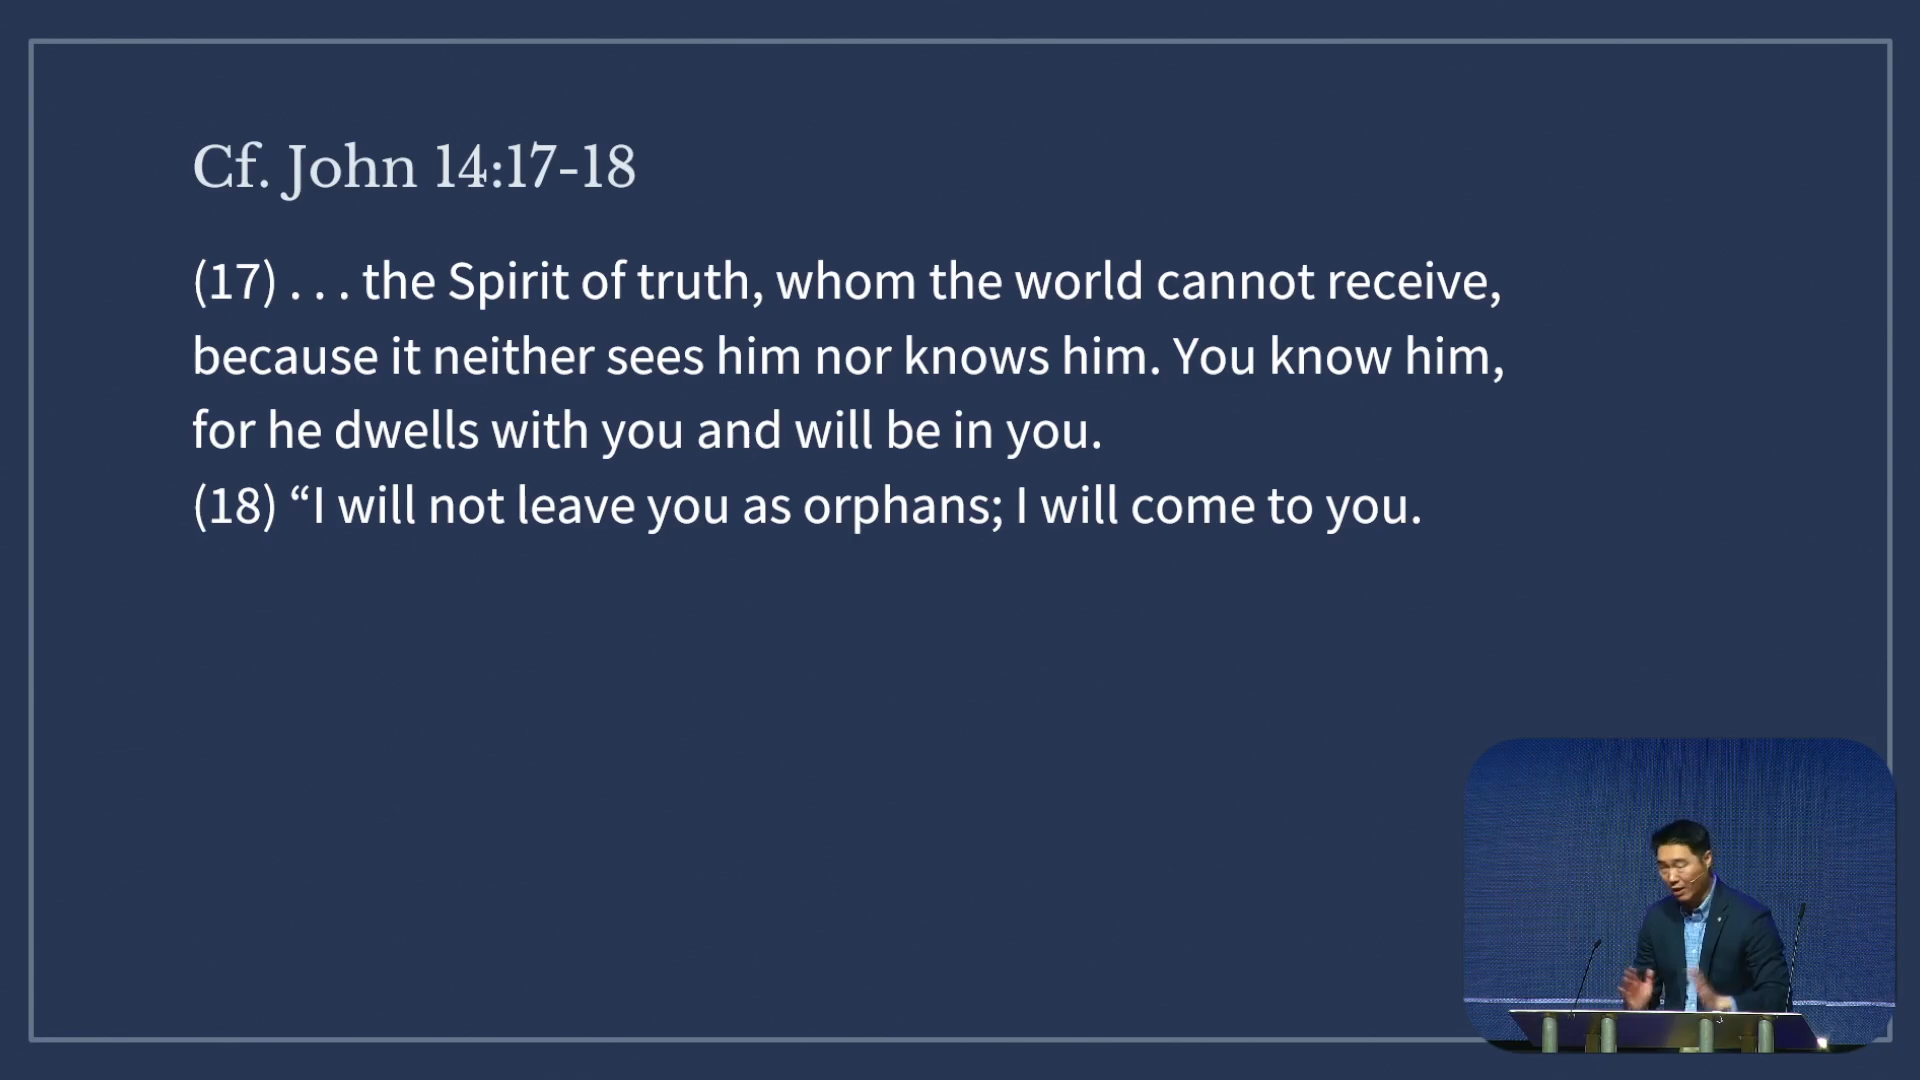 Cf. John 14:17-18
(17) . . . the Spirit of truth, whom the world cannot receive,
because it neither sees him nor knows him. You know him,
for he dwells with you and will be in you.
(18) “I will not leave you as orphans; I will come to you.